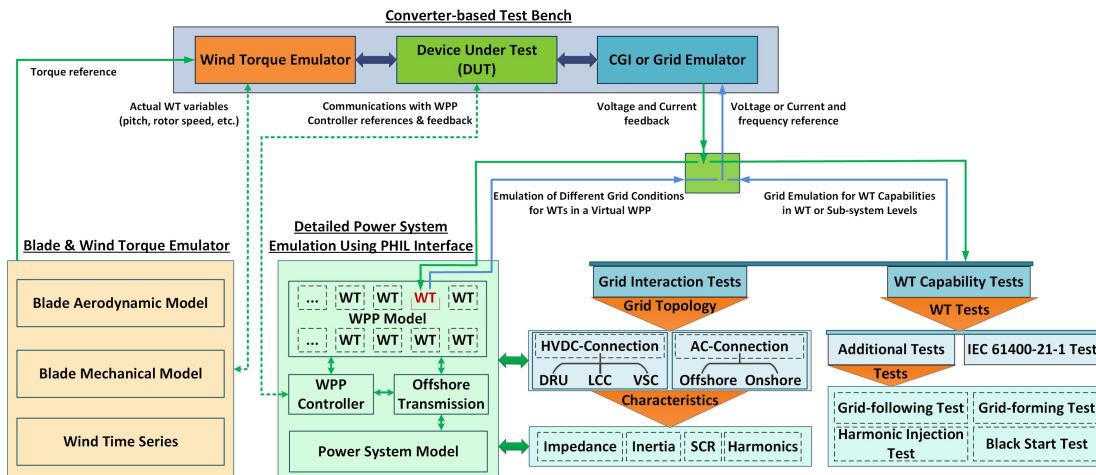 Converter-based Test Bench
Wind Torque Emulator
Device Under Test
(DUT)
CGI or Grid Emulator
Torque reference
Actual WT variables
(pitch, rotor speed, etc.)
Communications with WPP
Controller references & feedback
Voltage and Current
feedback
VoLtage or Current and
frequency reference
Emulation of Different Grid Conditions
for WTs in a Virtual WPP
Grid Emulation for WT Capabilities
in WT or Sub-system Levels
Blade & Wind Torque Emulator
Blade Aerodynamic Model
Blade Mechanical Model
Wind Time Series
Detailed Power System
Emulation Using PHIL Interface
... WT WT WT WT
WPP Model
... WT WT WT WT
WPP
Controller
Offshore
Transmission
Power System Model
Grid Interaction Tests
Grid Topology
HVDC-Connection
DRU LCC VSC
AC-Connection
Offshore Onshore
Characteristics
Impedance
Inertia
SCR
Harmonics
WT Capability Tests
WT Tests
Additional Tests
IEC 61400-21-1 Test
Tests
Grid-following Test
Grid-forming Test
Harmonic Injection
Test
Black Start Test